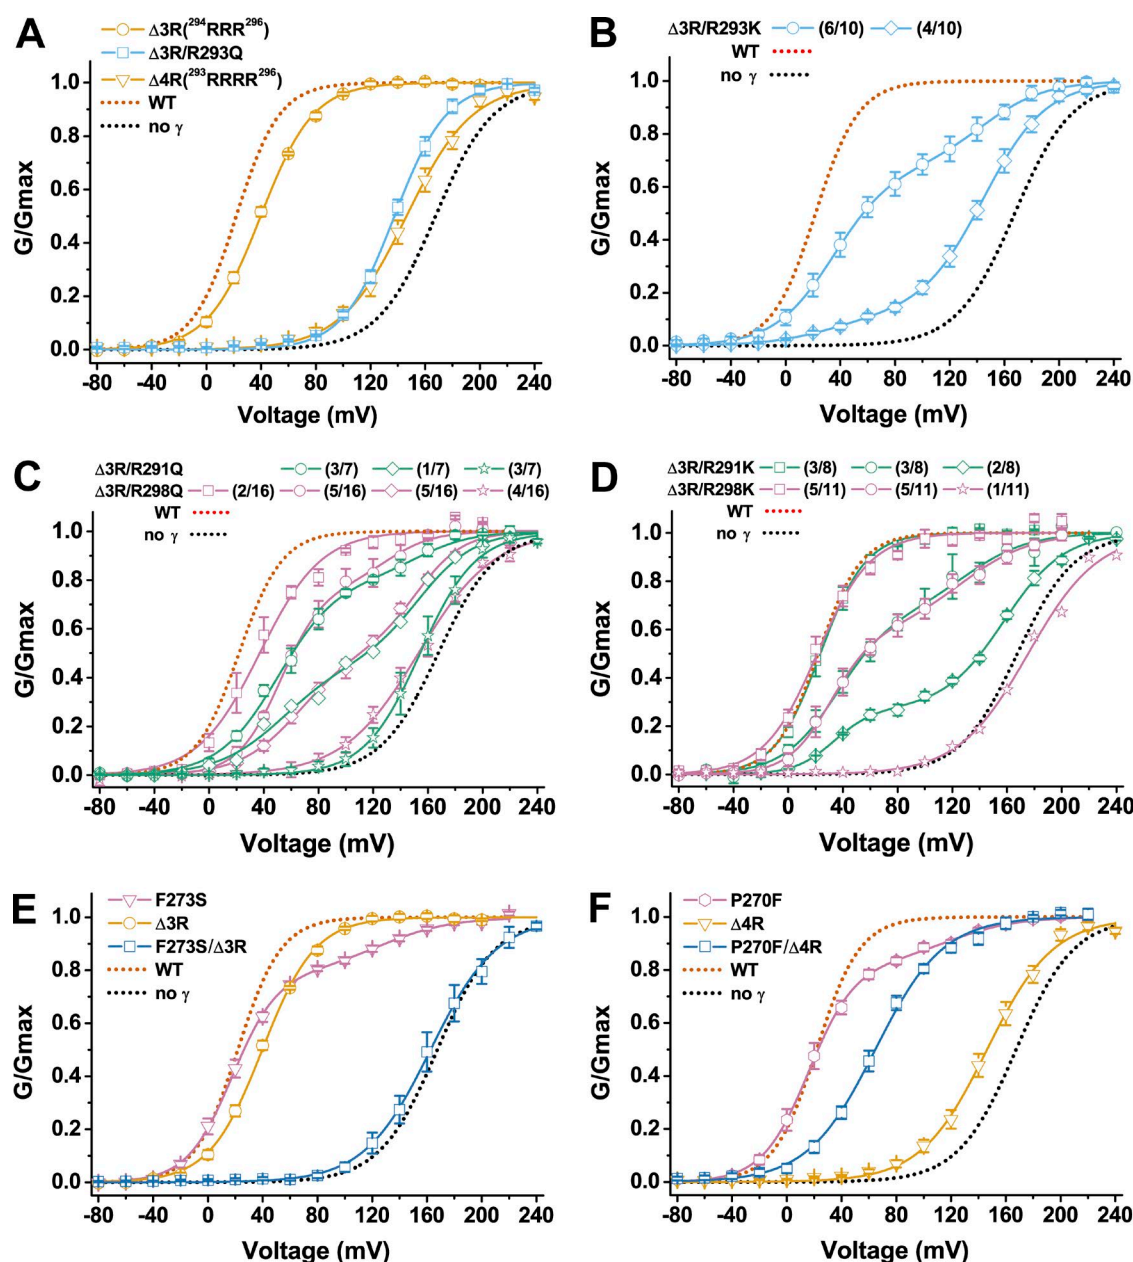 A
Δ3R(²⁹⁴RRR²⁹⁶)
Δ3R/R293Q
Δ4R(²⁹³RRRR²⁹⁶)
WT
no γ
G/Gmax
1.0
0.8
0.6
0.4
0.2
0.0
-80 -40 0 40 80 120 160 200 240
Voltage (mV)
B
Δ3R/R293K (6/10) (4/10)
WT
no γ
G/Gmax
1.0
0.8
0.6
0.4
0.2
0.0
-80 -40 0 40 80 120 160 200 240
Voltage (mV)
C
Δ3R/R291Q (3/7) (1/7) (3/7)
Δ3R/R298Q (2/16) (5/16) (5/16) (4/16)
WT
no γ
G/Gmax
1.0
0.8
0.6
0.4
0.2
0.0
-80 -40 0 40 80 120 160 200 240
Voltage (mV)
D
Δ3R/R291K (3/8) (3/8) (2/8)
Δ3R/R298K (5/11) (5/11) (1/11)
WT
no γ
G/Gmax
1.0
0.8
0.6
0.4
0.2
0.0
-80 -40 0 40 80 120 160 200 240
Voltage (mV)
E
F273S
Δ3R
F273S/Δ3R
WT
no γ
G/Gmax
1.0
0.8
0.6
0.4
0.2
0.0
-80 -40 0 40 80 120 160 200 240
Voltage (mV)
F
P270F
Δ4R
P270F/Δ4R
WT
no γ
G/Gmax
1.0
0.8
0.6
0.4
0.2
0.0
-80 -40 0 40 80 120 160 200 240
Voltage (mV)